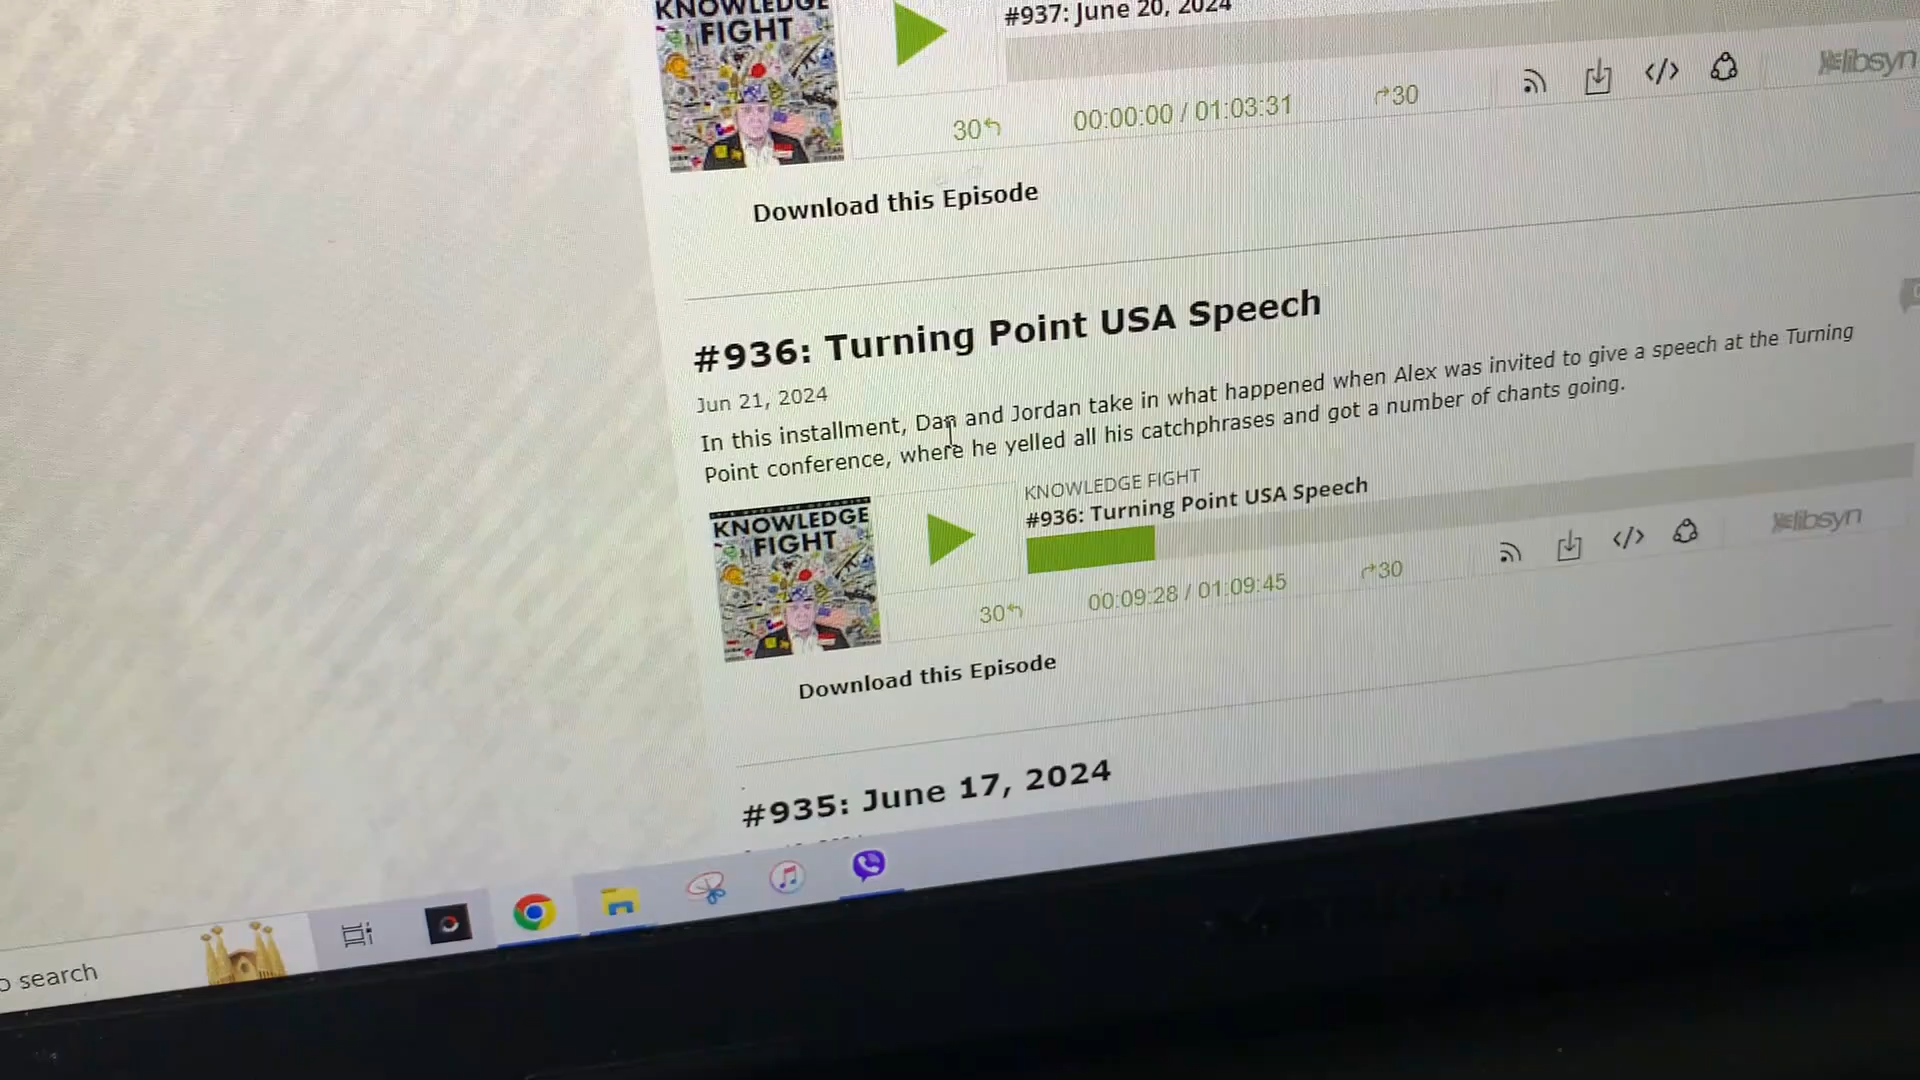 KNOWLEDGE
FIGHT
#937: June 20, 2024
30
00:00:00 / 01:03:31
30
libsyn
Download this Episode
#936: Turning Point USA Speech
Jun 21, 2024
In this installment, Dan and Jordan take in what happened when Alex was invited to give a speech at the Turning
Point conference, where he yelled all his catchphrases and got a number of chants going.
KNOWLEDGE
FIGHT
KNOWLEDGE FIGHT
#936: Turning Point USA Speech
30
00:09:28 / 01:09:45
30
libsyn
Download this Episode
#935: June 17, 2024
search